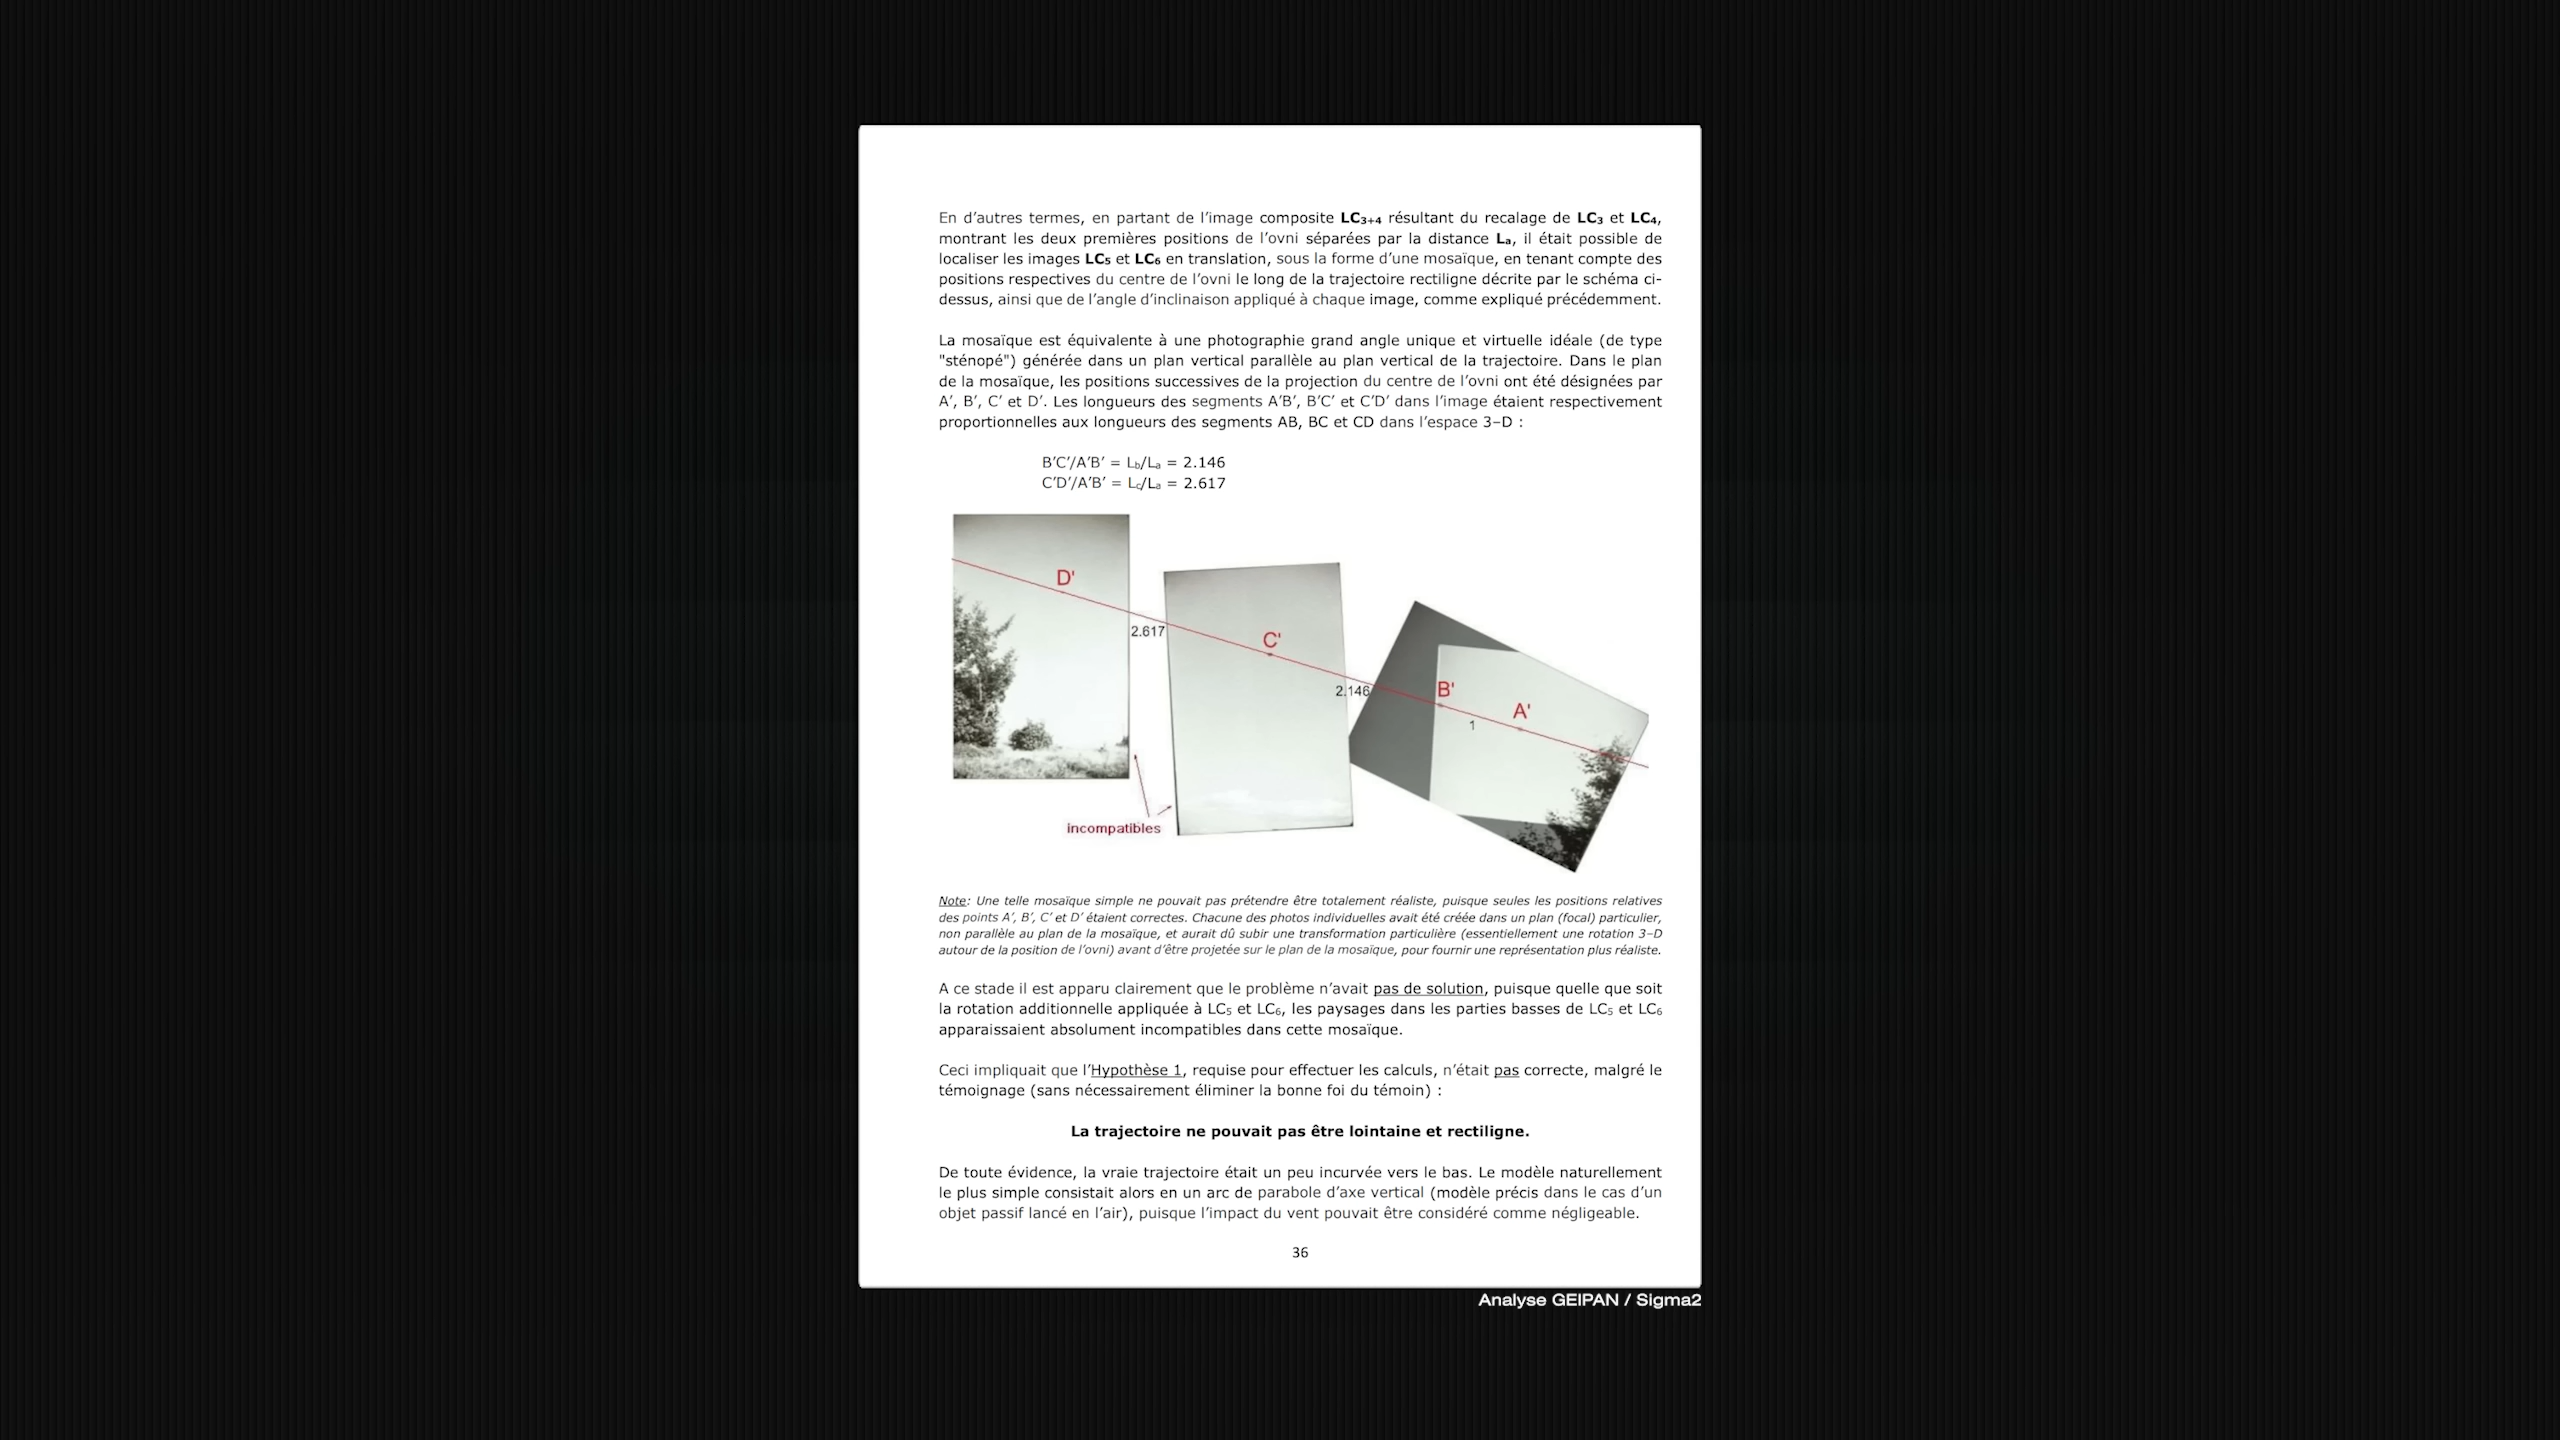 En d’autres termes, en partant de l’image composite LC3+4 résultant du recalage de LC3 et LC4,
montrant les deux premières positions de l’ovni séparées par la distance La, il était possible de
localiser les images LC5 et LC6 en translation, sous la forme d’une mosaïque, en tenant compte des
positions respectives du centre de l’ovni le long de la trajectoire rectiligne décrite par le schéma ci-
dessus, ainsi que de l’angle d’inclinaison appliqué à chaque image, comme expliqué précédemment.
La mosaïque est équivalente à une photographie grand angle unique et virtuelle idéale (de type
"sténopé") générée dans un plan vertical parallèle au plan vertical de la trajectoire. Dans le plan
de la mosaïque, les positions successives de la projection du centre de l’ovni ont été désignées par
A’, B’, C’ et D’. Les longueurs des segments A’B’, B’C’ et C’D’ dans l’image étaient respectivement
proportionnelles aux longueurs des segments AB, BC et CD dans l’espace 3–D :
B’C’/A’B’ = Lb/La = 2.146
C’D’/A’B’ = Lc/La = 2.617
D'
2.617
C'
2.146
B'
A'
1
incompatibles
Note: Une telle mosaïque simple ne pouvait pas prétendre être totalement réaliste, puisque seules les positions relatives
des points A’, B’, C’ et D’ étaient correctes. Chacune des photos individuelles avait été créée dans un plan (focal) particulier,
non parallèle au plan de la mosaïque, et aurait dû subir une transformation particulière (essentiellement une rotation 3–D
autour de la position de l’ovni) avant d’être projetée sur le plan de la mosaïque, pour fournir une représentation plus réaliste.
A ce stade il est apparu clairement que le problème n’avait pas de solution, puisque quelle que soit
la rotation additionnelle appliquée à LC5 et LC6, les paysages dans les parties basses de LC5 et LC6
apparaissaient absolument incompatibles dans cette mosaïque.
Ceci impliquait que l’Hypothèse 1, requise pour effectuer les calculs, n’était pas correcte, malgré le
témoignage (sans nécessairement éliminer la bonne foi du témoin) :
La trajectoire ne pouvait pas être lointaine et rectiligne.
De toute évidence, la vraie trajectoire était un peu incurvée vers le bas. Le modèle naturellement
le plus simple consistait alors en un arc de parabole d’axe vertical (modèle précis dans le cas d’un
objet passif lancé en l’air), puisque l’impact du vent pouvait être considéré comme négligeable.
36
Analyse GEIPAN / Sigma2